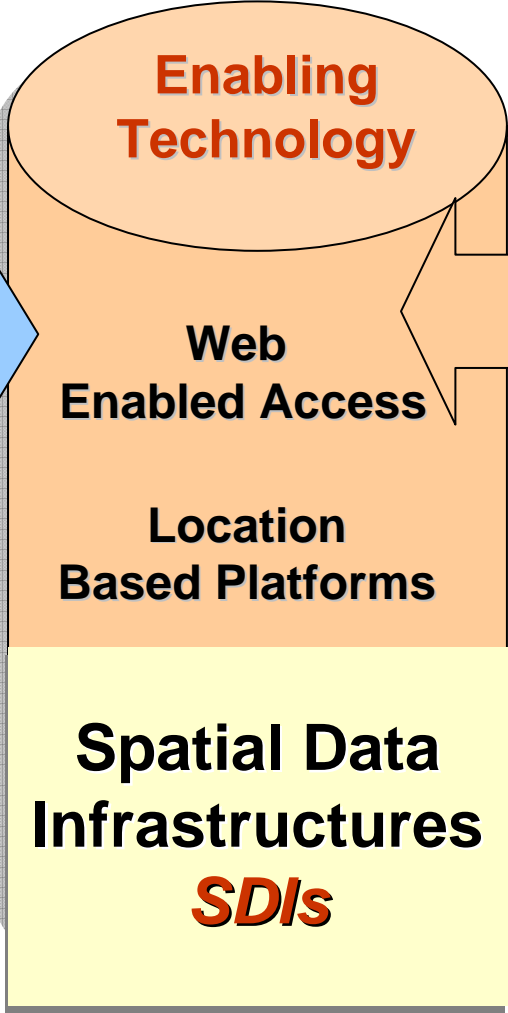 Enabling
Technology
Web
Enabled Access
Location
Based Platforms
Spatial Data
Infrastructures
SDIs